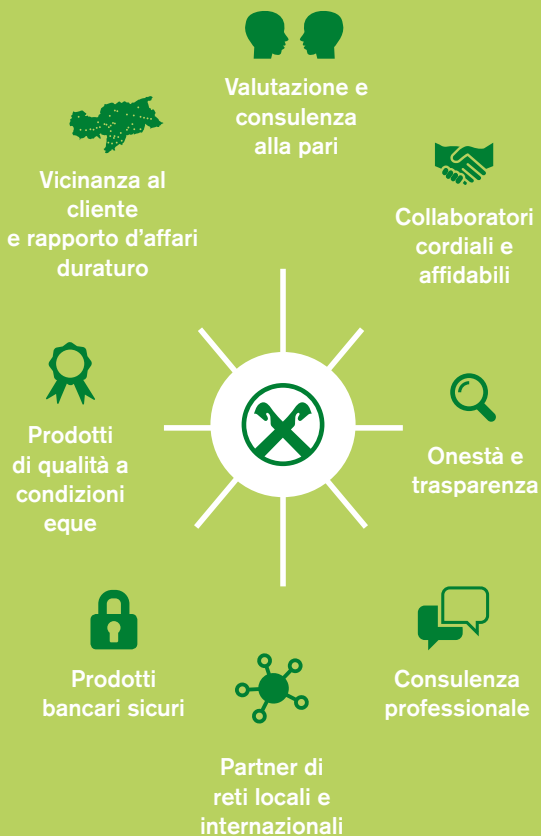 Valutazione e
consulenza
alla pari
Collaboratori
cordiali e
affidabili
Onestà e
trasparenza
Consulenza
professionale
Partner di
reti locali e
internazionali
Prodotti
bancari sicuri
Prodotti
di qualità a
condizioni
eque
Vicinanza al
cliente
e rapporto d'affari
duraturo